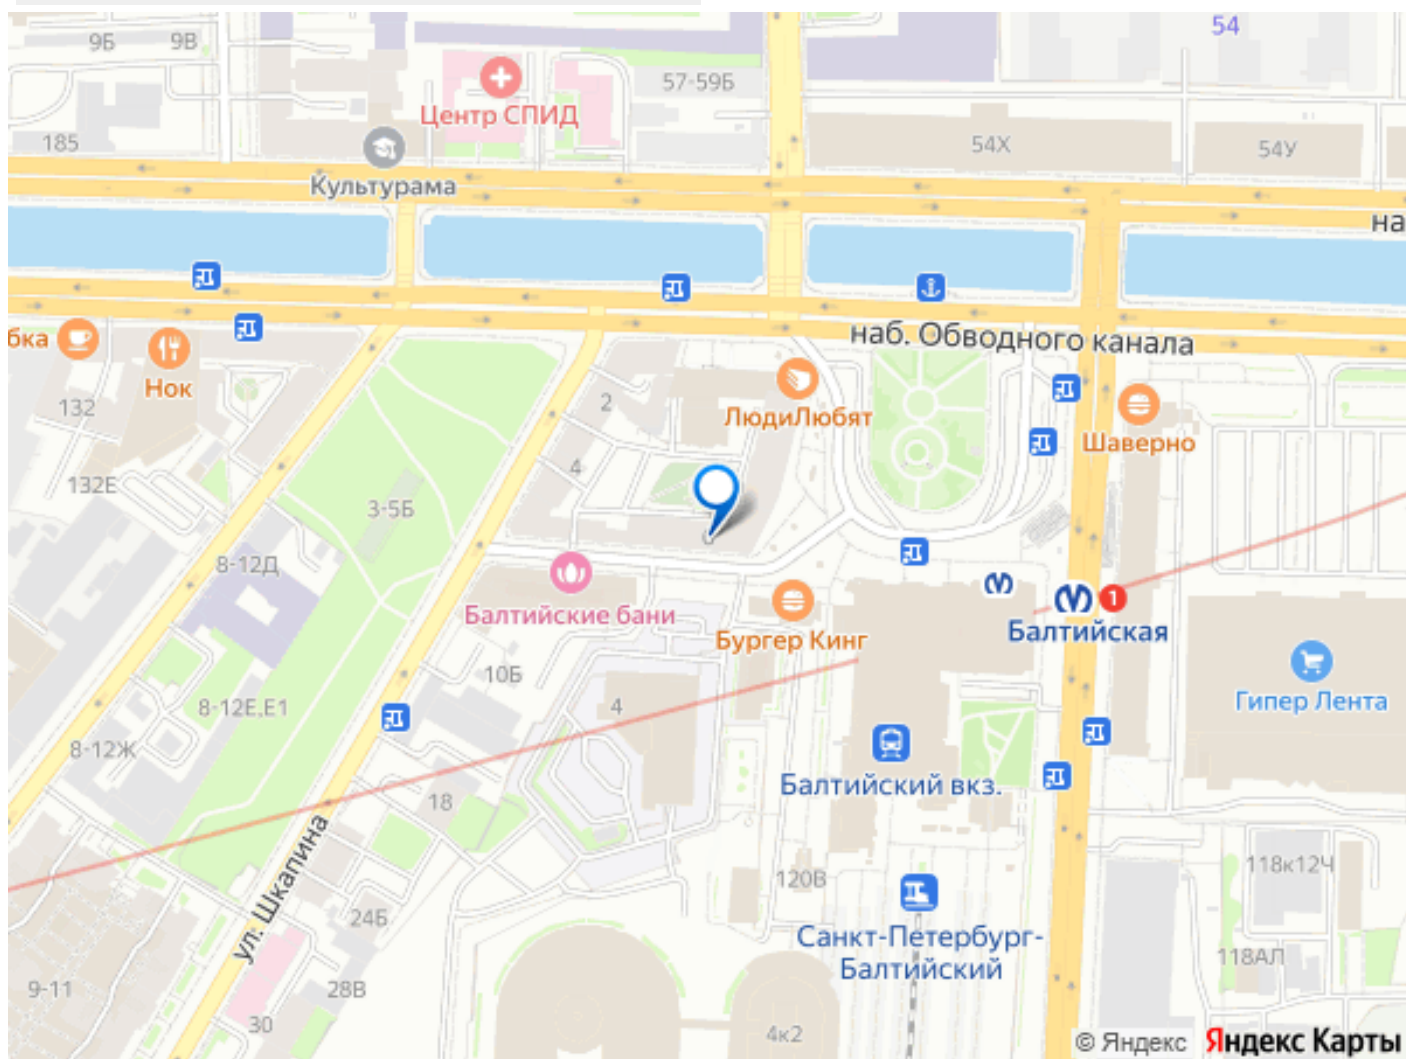 54
9Б
9В
57-59Б
Центр СПИД
185
54Х
54У
Культурама
на
наб. Обводного канала
бка
Нок
132
2
ЛюдиЛюбят
Шаверно
4
132Е
3-5Б
8-12Д
Балтийские бани
Бургер Кинг
1
Балтийская
10Б
4
8-12Е,Е1
Гипер Лента
8-12Ж
Балтийский вкз.
18
ул. Шкапина
120В
118к12Ч
24Б
Санкт-Петербург-
Балтийский
118АЛ
9-11
28В
30
4к2
© Яндекс Яндекс Карты